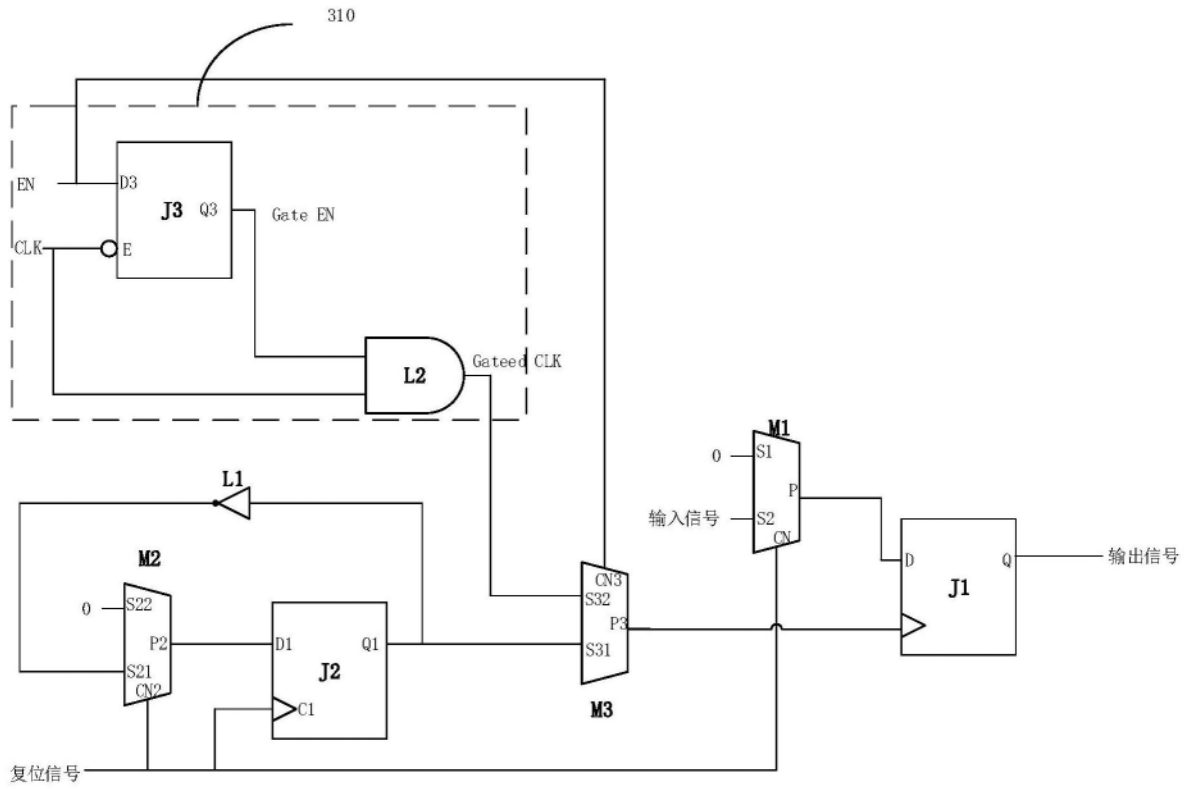 310
EN
D3
J3
Q3
Gate EN
CLK
E
L2
Gateed CLK
M1
0
S1
P
输入信号
S2
CN
L1
M2
0
S22
P2
S21
CN2
D1
Q1
J2
C1
CN3
S32
P3
S31
M3
D
Q
J1
输出信号
复位信号